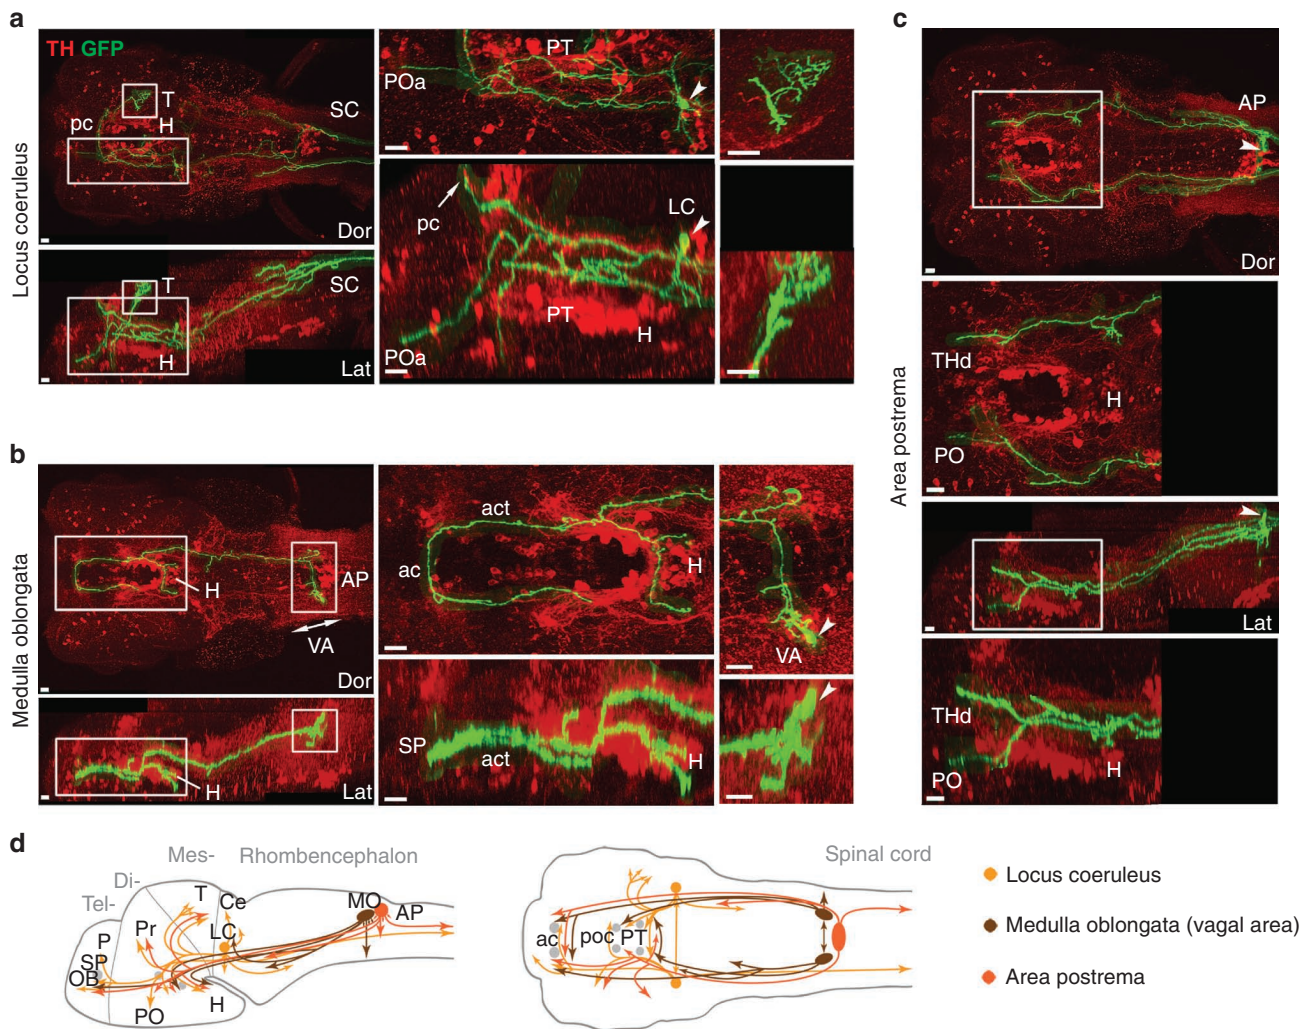 a
Locus coeruleus
TH GFP
T
H
pc
SC
Dor
T
SC
H
Lat
PT
POa
pc
LC
PT
H
POa
b
Medulla oblongata
H
AP
VA
Dor
H
Lat
act
ac
H
VA
SP
act
H
c
Area postrema
AP
Dor
THd
H
PO
Lat
THd
H
PO
d
Tel-
Di-
Mes-
Rhombencephalon
P
SP
OB
Pr
T
Ce
LC
MO
AP
PO
H
Spinal cord
ac
poc
PT
Locus coeruleus
Medulla oblongata (vagal area)
Area postrema